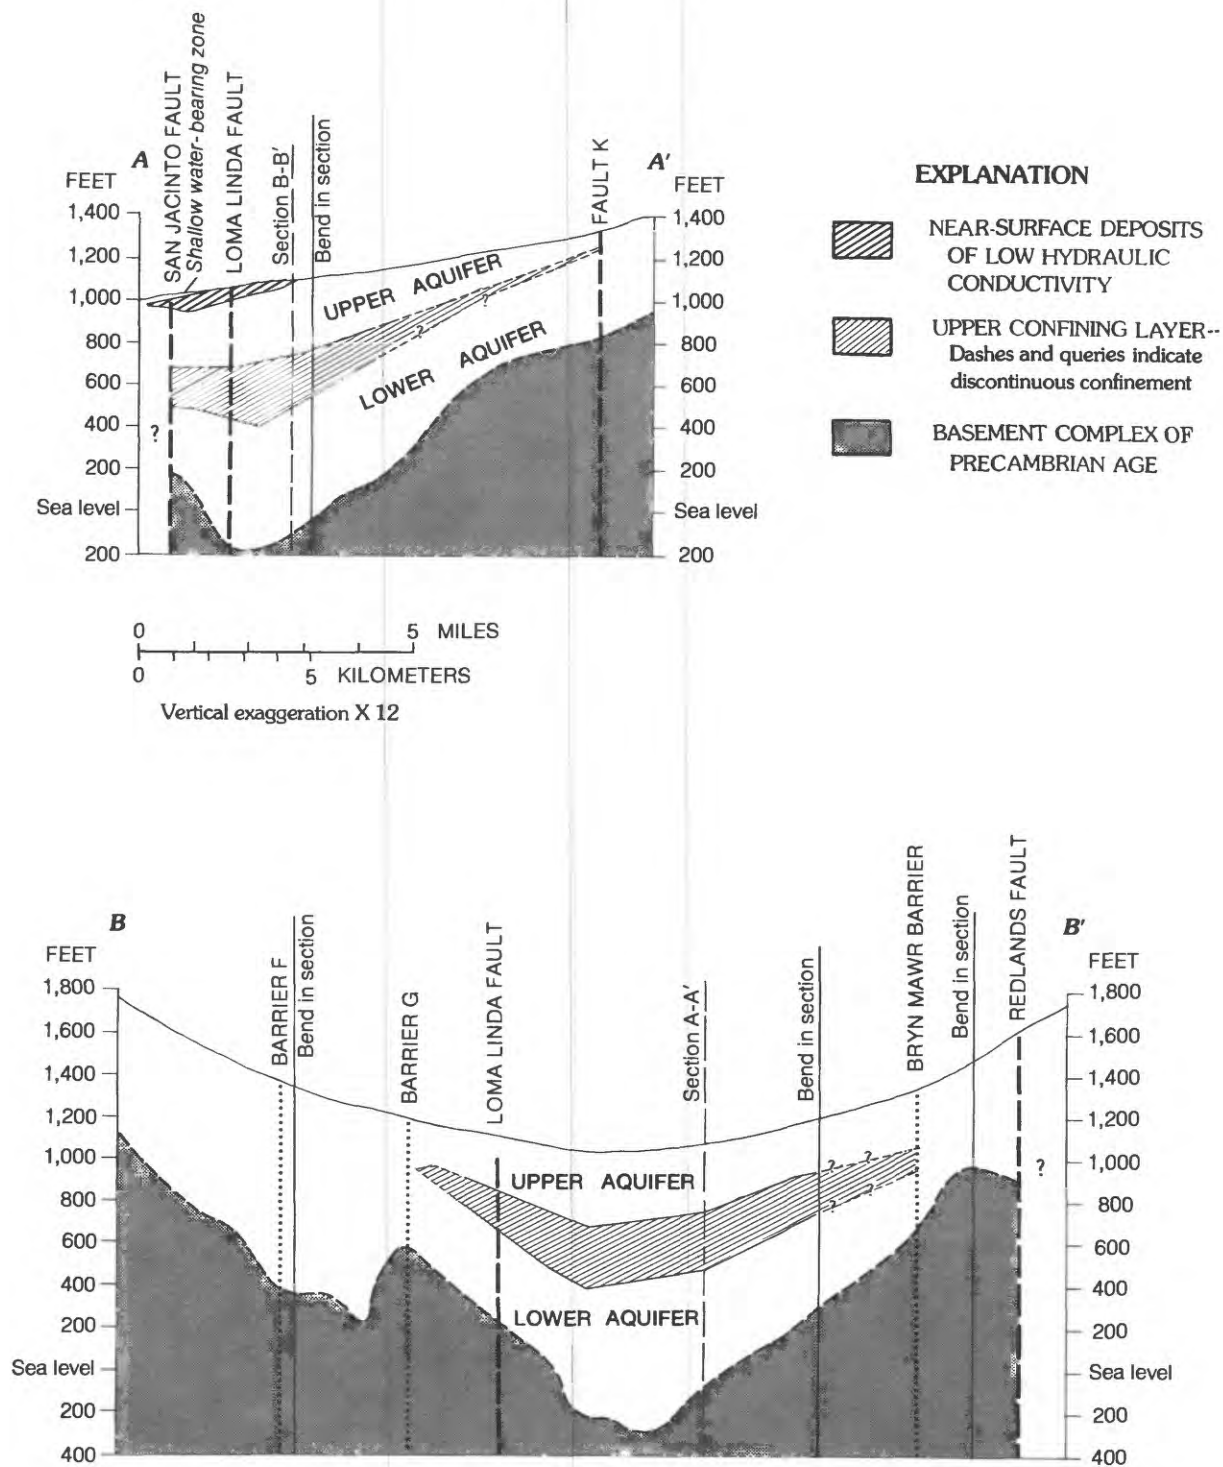 A
SAN JACINTO FAULT
Shallow water-bearing zone
LOMA LINDA FAULT
Section B-B'
Bend in section
FAULT K
A'
FEET
1,400
1,200
1,000
800
600
400
200
Sea level
200
FEET
1,400
1,200
1,000
800
600
400
200
Sea level
200
UPPER AQUIFER
LOWER AQUIFER
?
?
?
EXPLANATION
NEAR-SURFACE DEPOSITS
OF LOW HYDRAULIC
CONDUCTIVITY
UPPER CONFINING LAYER--
Dashes and queries indicate
discontinuous confinement
BASEMENT COMPLEX OF
PRECAMBRIAN AGE
0 5 MILES
0 5 KILOMETERS
Vertical exaggeration X 12
B
BARRIER F
Bend in section
BARRIER G
LOMA LINDA FAULT
Section A-A'
Bend in section
BRYN MAWR BARRIER
Bend in section
REDLANDS FAULT
B'
FEET
1,800
1,600
1,400
1,200
1,000
800
600
400
200
Sea level
200
400
FEET
1,800
1,600
1,400
1,200
1,000
800
600
400
200
Sea level
200
400
UPPER AQUIFER
LOWER AQUIFER
?
?
?
?
?